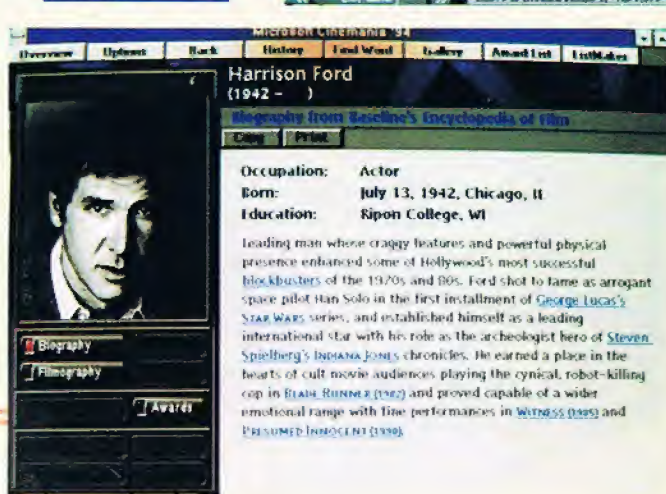 Microsoft Cinemania '94
Overview Options Back History Find Word Gallery Award List ListMaker
Harrison Ford
(1942 – )
Biography from Baseline's Encyclopedia of Film
Copy Print
Occupation: Actor
Born: July 13, 1942, Chicago, IL
Education: Ripon College, WI
Leading man whose craggy features and powerful physical
presence enhanced some of Hollywood's most successful
blockbusters of the 1970s and 80s. Ford shot to fame as arrogant
space pilot Han Solo in the first installment of George Lucas's
STAR WARS series, and established himself as a leading
international star with his role as the archeologist hero of Steven
Spielberg's INDIANA JONES chronicles. He earned a place in the
hearts of cult movie audiences playing the cynical, robot-killing
cop in BLADE RUNNER (1982) and proved capable of a wider
emotional range with fine performances in WITNESS (1985) and
PRESUMED INNOCENT (1990).
Biography
Filmography
Awards